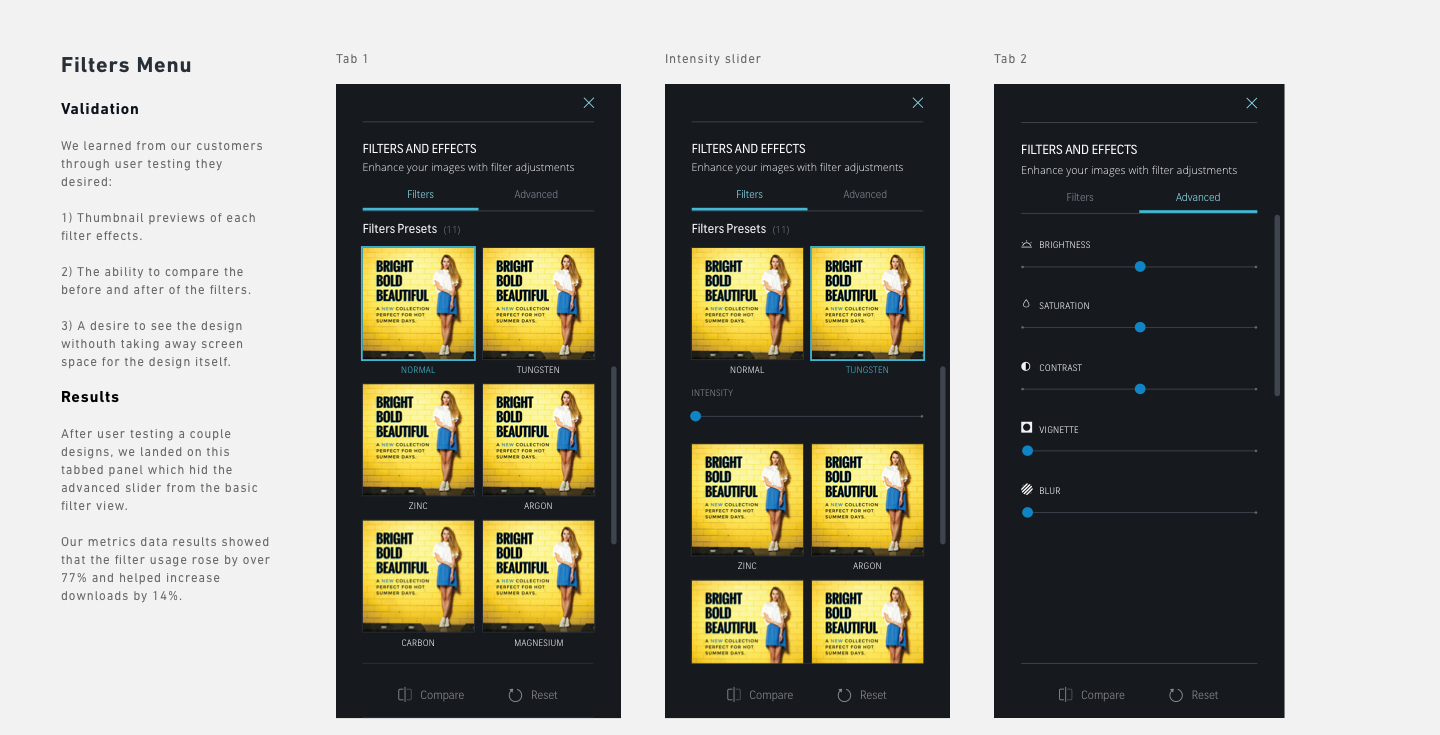 Filters Menu
Validation
We learned from our customers
through user testing they
desired:
1) Thumbnail previews of each
filter effects.
2) The ability to compare the
before and after of the filters.
3) A desire to see the design
withouth taking away screen
space for the design itself.
Results
After user testing a couple
designs, we landed on this
tabbed panel which hid the
advanced slider from the basic
filter view.
Our metrics data results showed
that the filter usage rose by over
77% and helped increase
downloads by 14%.
Tab 1
FILTERS AND EFFECTS
Enhance your images with filter adjustments
Filters Advanced
Filters Presets (11)
BRIGHT
BOLD
BEAUTIFUL
A NEW COLLECTION
PERFECT FOR HOT
SUMMER DAYS.
BRIGHT
BOLD
BEAUTIFUL
A NEW COLLECTION
PERFECT FOR HOT
SUMMER DAYS.
NORMAL TUNGSTEN
BRIGHT
BOLD
BEAUTIFUL
A NEW COLLECTION
PERFECT FOR HOT
SUMMER DAYS.
BRIGHT
BOLD
BEAUTIFUL
A NEW COLLECTION
PERFECT FOR HOT
SUMMER DAYS.
ZINC ARGON
BRIGHT
BOLD
BEAUTIFUL
A NEW COLLECTION
PERFECT FOR HOT
SUMMER DAYS.
BRIGHT
BOLD
BEAUTIFUL
A NEW COLLECTION
PERFECT FOR HOT
SUMMER DAYS.
CARBON MAGNESIUM
Compare Reset
Intensity slider
FILTERS AND EFFECTS
Enhance your images with filter adjustments
Filters Advanced
Filters Presets (11)
BRIGHT
BOLD
BEAUTIFUL
A NEW COLLECTION
PERFECT FOR HOT
SUMMER DAYS.
BRIGHT
BOLD
BEAUTIFUL
A NEW COLLECTION
PERFECT FOR HOT
SUMMER DAYS.
NORMAL TUNGSTEN
INTENSITY
BRIGHT
BOLD
BEAUTIFUL
A NEW COLLECTION
PERFECT FOR HOT
SUMMER DAYS.
BRIGHT
BOLD
BEAUTIFUL
A NEW COLLECTION
PERFECT FOR HOT
SUMMER DAYS.
ZINC ARGON
BRIGHT
BOLD
BEAUTIFUL
A NEW COLLECTION
PERFECT FOR HOT
SUMMER DAYS.
BRIGHT
BOLD
BEAUTIFUL
A NEW COLLECTION
PERFECT FOR HOT
SUMMER DAYS.
Compare Reset
Tab 2
FILTERS AND EFFECTS
Enhance your images with filter adjustments
Filters Advanced
BRIGHTNESS
SATURATION
CONTRAST
VIGNETTE
BLUR
Compare Reset